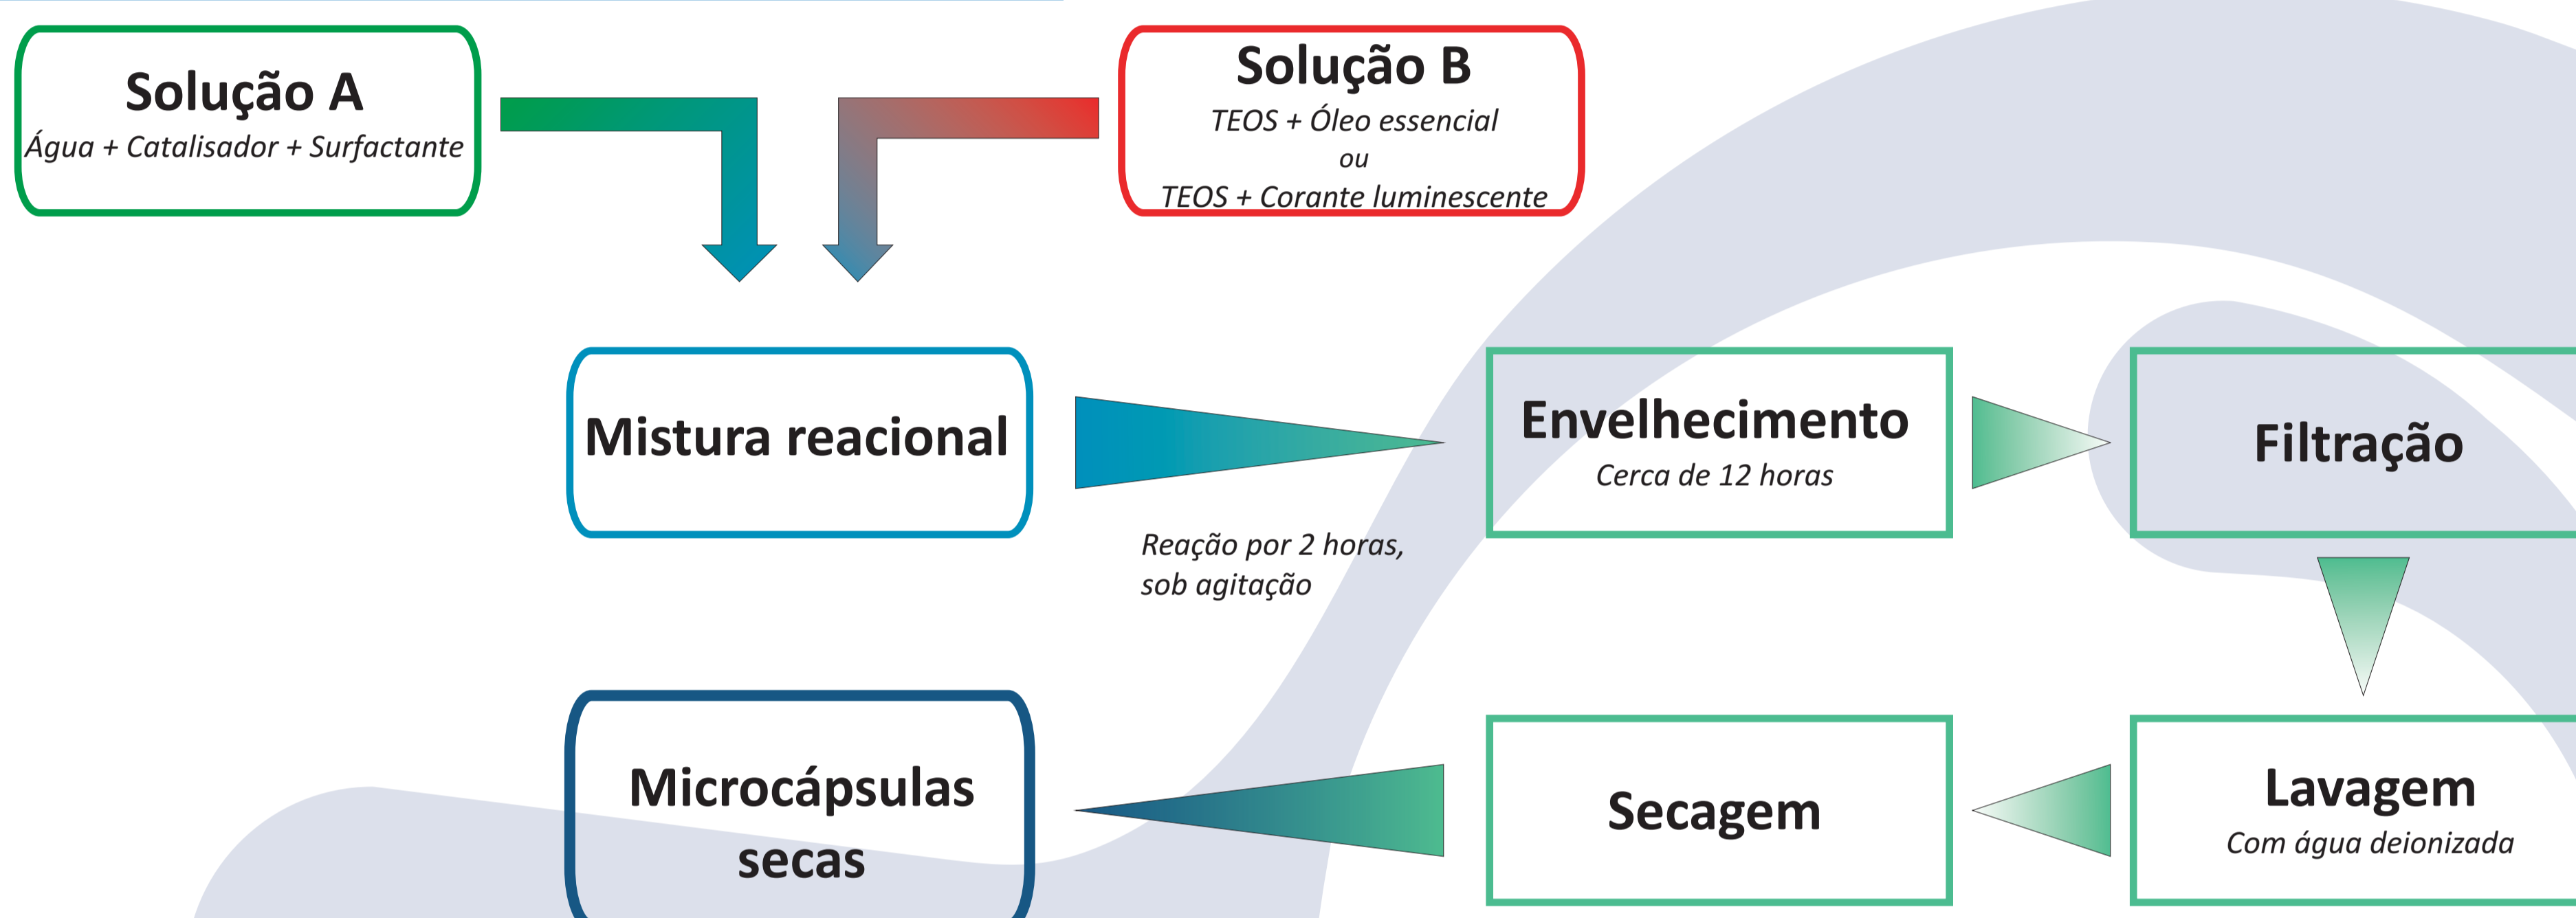 Solução A
Água + Catalisador + Surfactante
Solução B
TEOS + Óleo essencial
ou
TEOS + Corante luminescente
Mistura reacional
Reação por 2 horas,
sob agitação
Envelhecimento
Cerca de 12 horas
Filtração
Lavagem
Com água deionizada
Secagem
Microcápsulas
secas